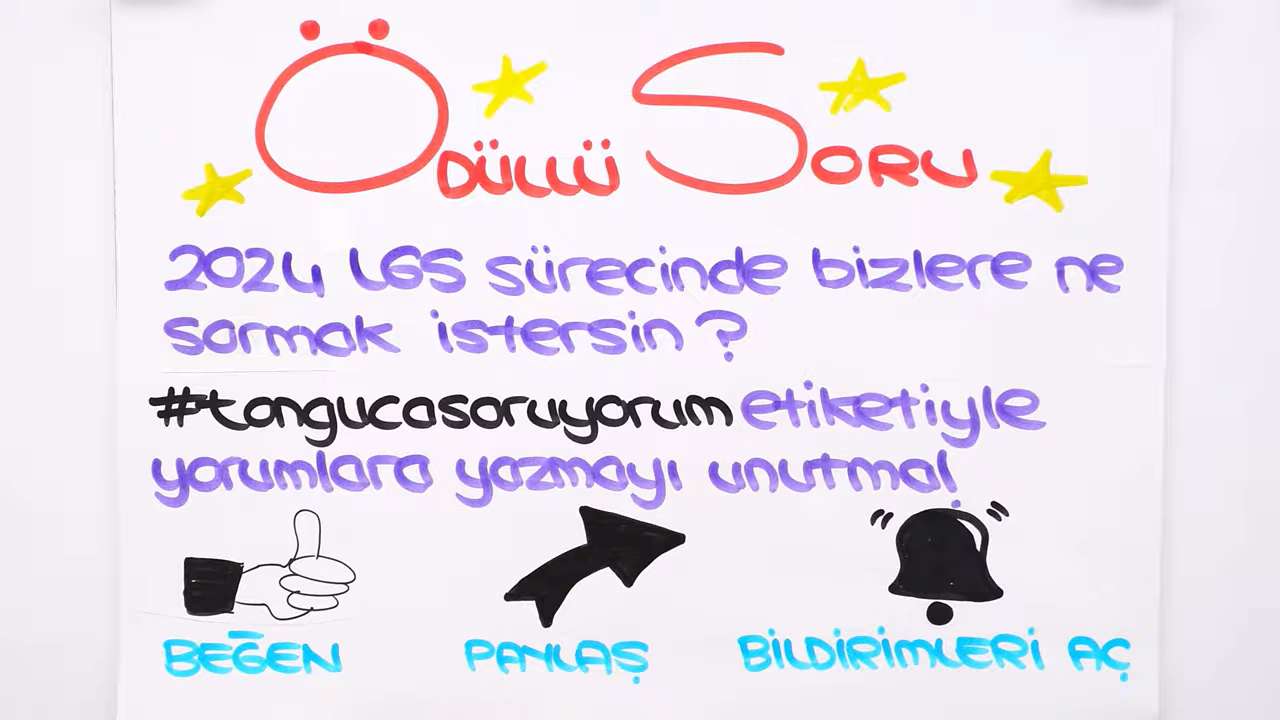 ÖDÜLLÜ SORU
2024 LGS sürecinde bizlere ne
sormak istersin?
#tongucasoruyorum etiketiyle
yorumlara yazmayı unutma!
BEĞEN PAYLAŞ BİLDİRİMLERİ AÇ